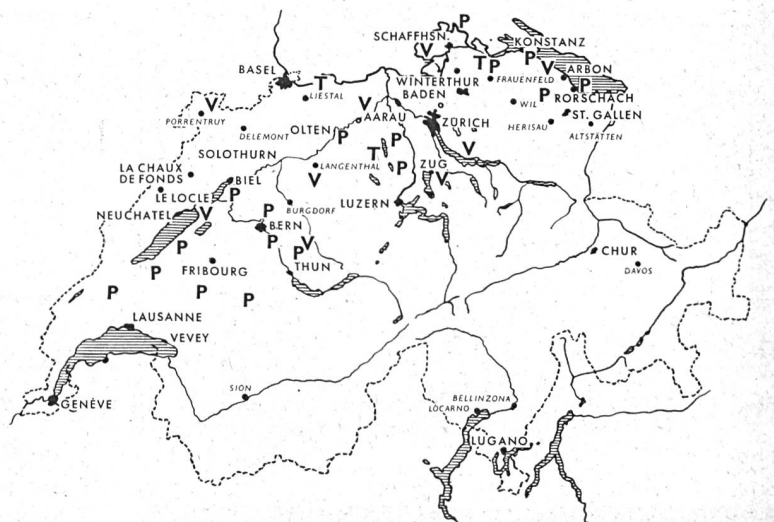 P
SCHAFFHSN.
KONSTANZ
V
T
P
P
V
BASEL
T
WINTERTHUR
FRAUENFELD
ARBON
P
LIESTAL
BADEN
P
RORSCHACH
V
V
WIL
ST. GALLEN
PORRENTRUY
AARAU
ZÜRICH
HERISAU
ALTSTÄTTEN
DELEMONT
OLTEN
P
P
V
SOLOTHURN
T
LANGENTHAL
P
ZUG
LA CHAUX
DE FONDS
V
V
BIEL
LE LOCLE
P
LUZERN
NEUCHATEL
V
P
BURGDORF
BERN
P
P
V
P
CHUR
FRIBOURG
THUN
DAVOS
P
P
P
P
LAUSANNE
VEVEY
SION
BELLINZONA
GENÈVE
LOCARNO
LUGANO